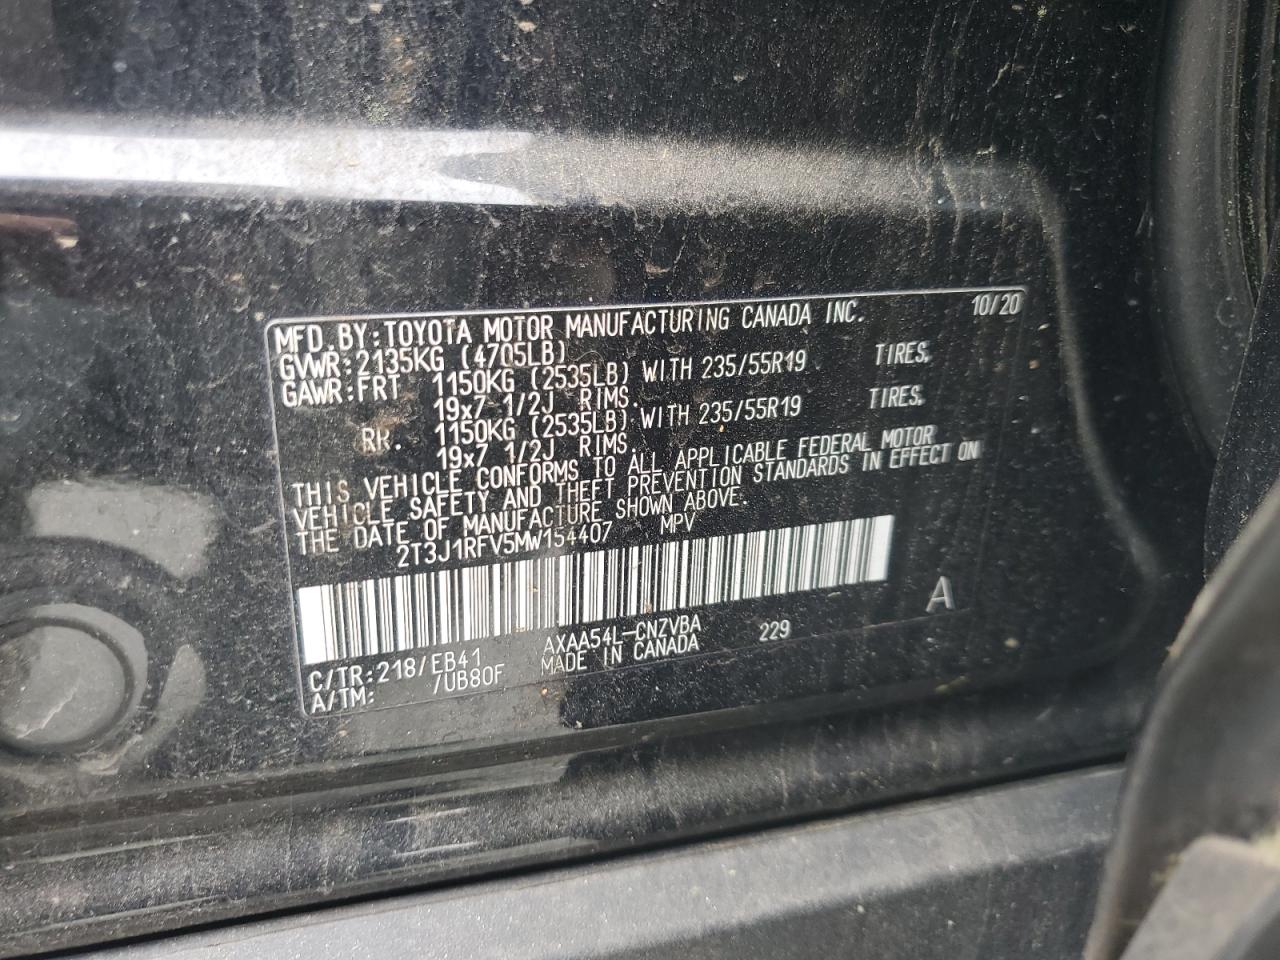 MFD.BY:TOYOTA MOTOR MANUFACTURING CANADA INC. 10/20
GVWR:2135KG (4705LB)
GAWR:FRT 1150KG (2535LB) WITH 235/55R19 TIRES,
19x7 1/2J RIMS.
RR. 1150KG (2535LB) WITH 235/55R19 TIRES,
19x7 1/2J RIMS.
THIS VEHICLE CONFORMS TO ALL APPLICABLE FEDERAL MOTOR
VEHICLE SAFETY AND THEFT PREVENTION STANDARDS IN EFFECT ON
THE DATE OF MANUFACTURE SHOWN ABOVE.
2T3J1RFV5MW154407 MPV
A
C/TR:218/EB41 AXAA54L-CNZVBA 229
A/TM: /UB80F MADE IN CANADA